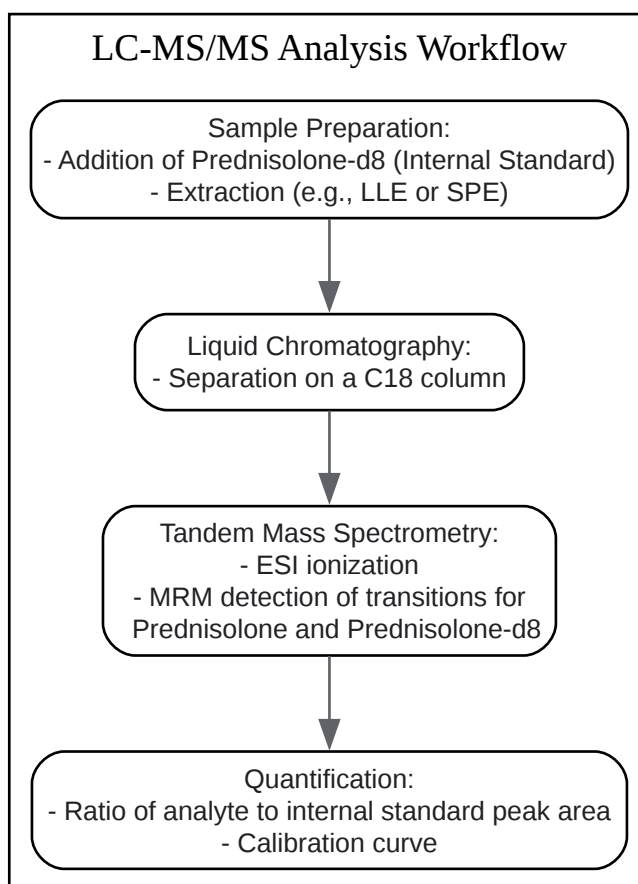 LC-MS/MS Analysis Workflow
Sample Preparation:
- Addition of Prednisolone-d8 (Internal Standard)
- Extraction (e.g., LLE or SPE)
Liquid Chromatography:
- Separation on a C18 column
Tandem Mass Spectrometry:
- ESI ionization
- MRM detection of transitions for
Prednisolone and Prednisolone-d8
Quantification:
- Ratio of analyte to internal standard peak area
- Calibration curve